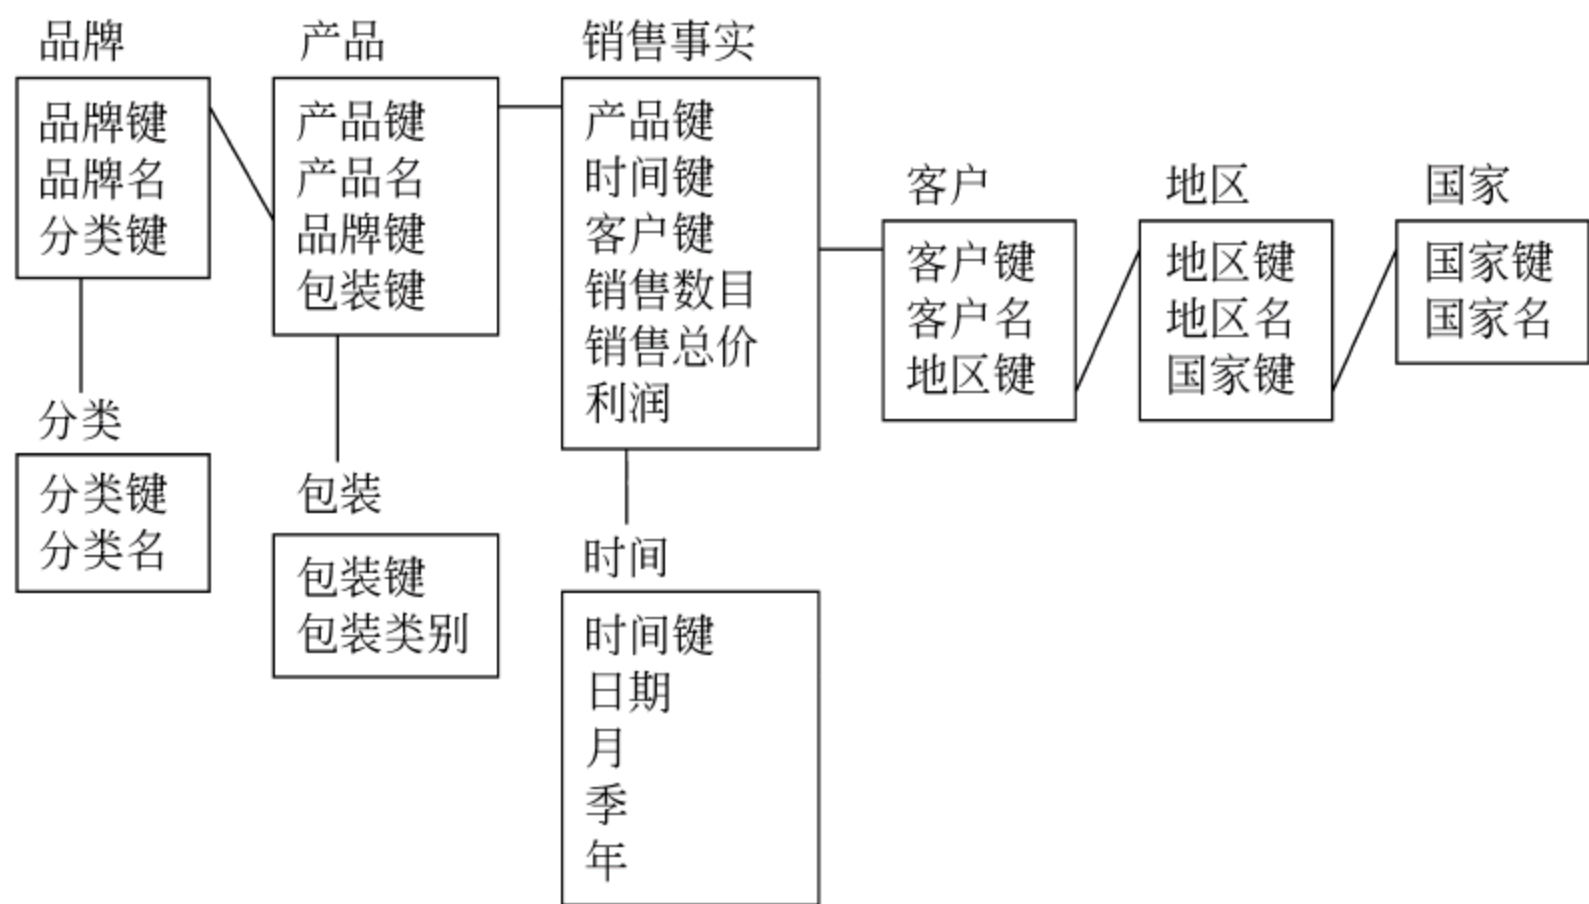 品牌
品牌键
品牌名
分类键
分类
分类键
分类名
产品
产品键
产品名
品牌键
包装键
包装
包装键
包装类别
销售事实
产品键
时间键
客户键
销售数目
销售总价
利润
时间
时间键
日期
月
季
年
客户
客户键
客户名
地区键
地区
地区键
地区名
国家键
国家
国家键
国家名